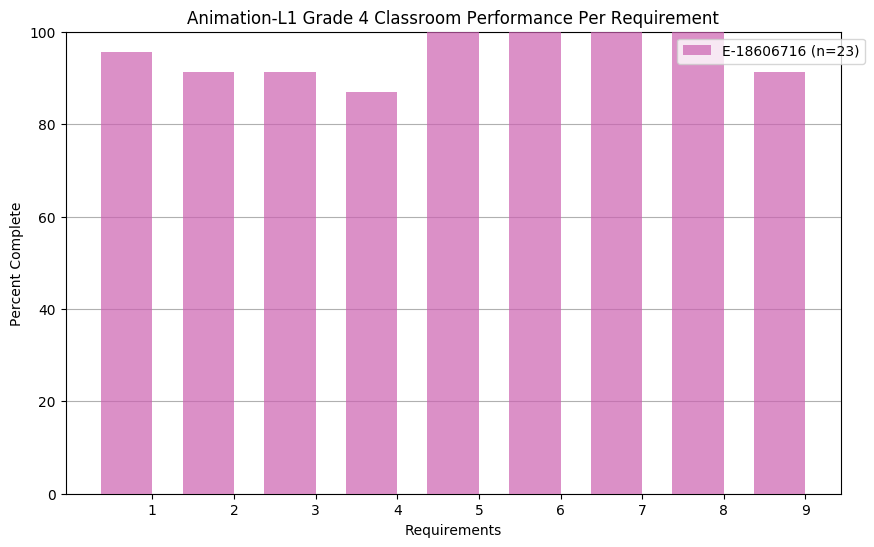 Animation-L1 Grade 4 Classroom Performance Per Requirement
E-18606716 (n=23)
100
80
60
40
20
0
Percent Complete
1 2 3 4 5 6 7 8 9
Requirements